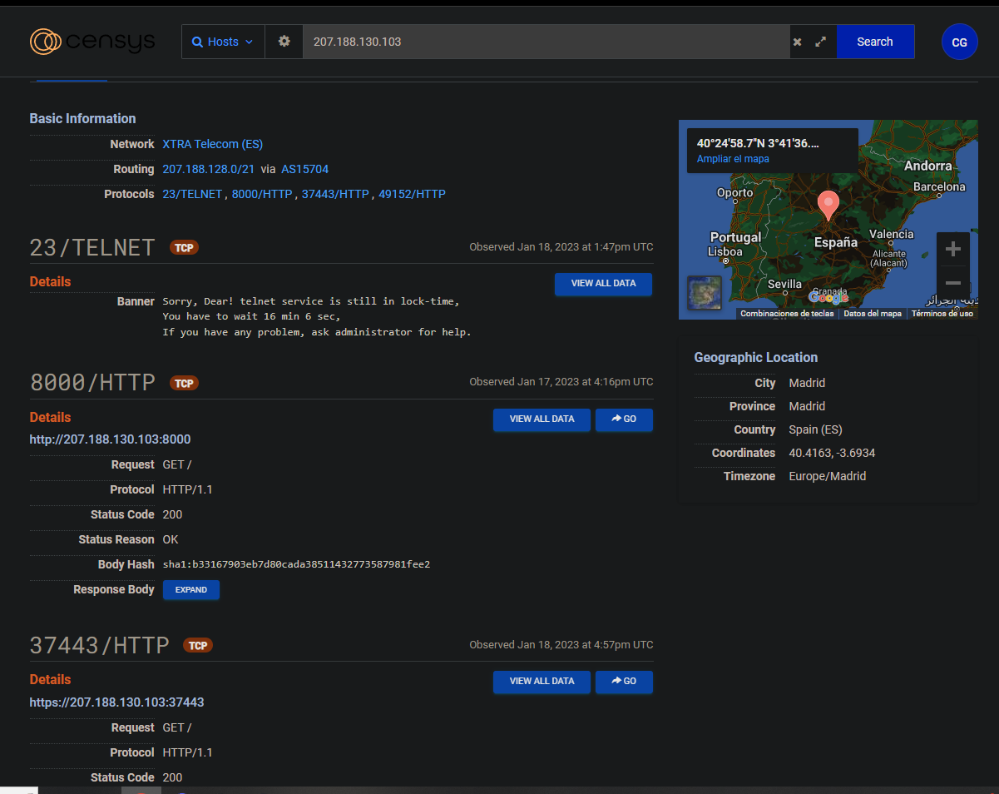 censys
Hosts
207.188.130.103
Search
CG
Basic Information
Network XTRA Telecom (ES)
Routing 207.188.128.0/21 via AS15704
Protocols 23/TELNET , 8000/HTTP , 37443/HTTP , 49152/HTTP
23/TELNET TCP
Observed Jan 18, 2023 at 1:47pm UTC
Details
VIEW ALL DATA
Banner Sorry, Dear! telnet service is still in lock-time,
You have to wait 16 min 6 sec,
If you have any problem, ask administrator for help.
8000/HTTP TCP
Observed Jan 17, 2023 at 4:16pm UTC
Details
VIEW ALL DATA
GO
http://207.188.130.103:8000
Request GET /
Protocol HTTP/1.1
Status Code 200
Status Reason OK
Body Hash sha1:b33167903eb7d80cada38511432773587981fee2
Response Body EXPAND
37443/HTTP TCP
Observed Jan 18, 2023 at 4:57pm UTC
Details
VIEW ALL DATA
GO
https://207.188.130.103:37443
Request GET /
Protocol HTTP/1.1
Status Code 200
40°24'58.7"N 3°41'36.…
Ampliar el mapa
Andorra
Barcelona
Oporto
Portugal
Lisboa
España
Valencia
Alicante
(Alacant)
Sevilla
Granada
Google
Combinaciones de teclas
Datos del mapa
Términos de uso
Geographic Location
City Madrid
Province Madrid
Country Spain (ES)
Coordinates 40.4163, -3.6934
Timezone Europe/Madrid